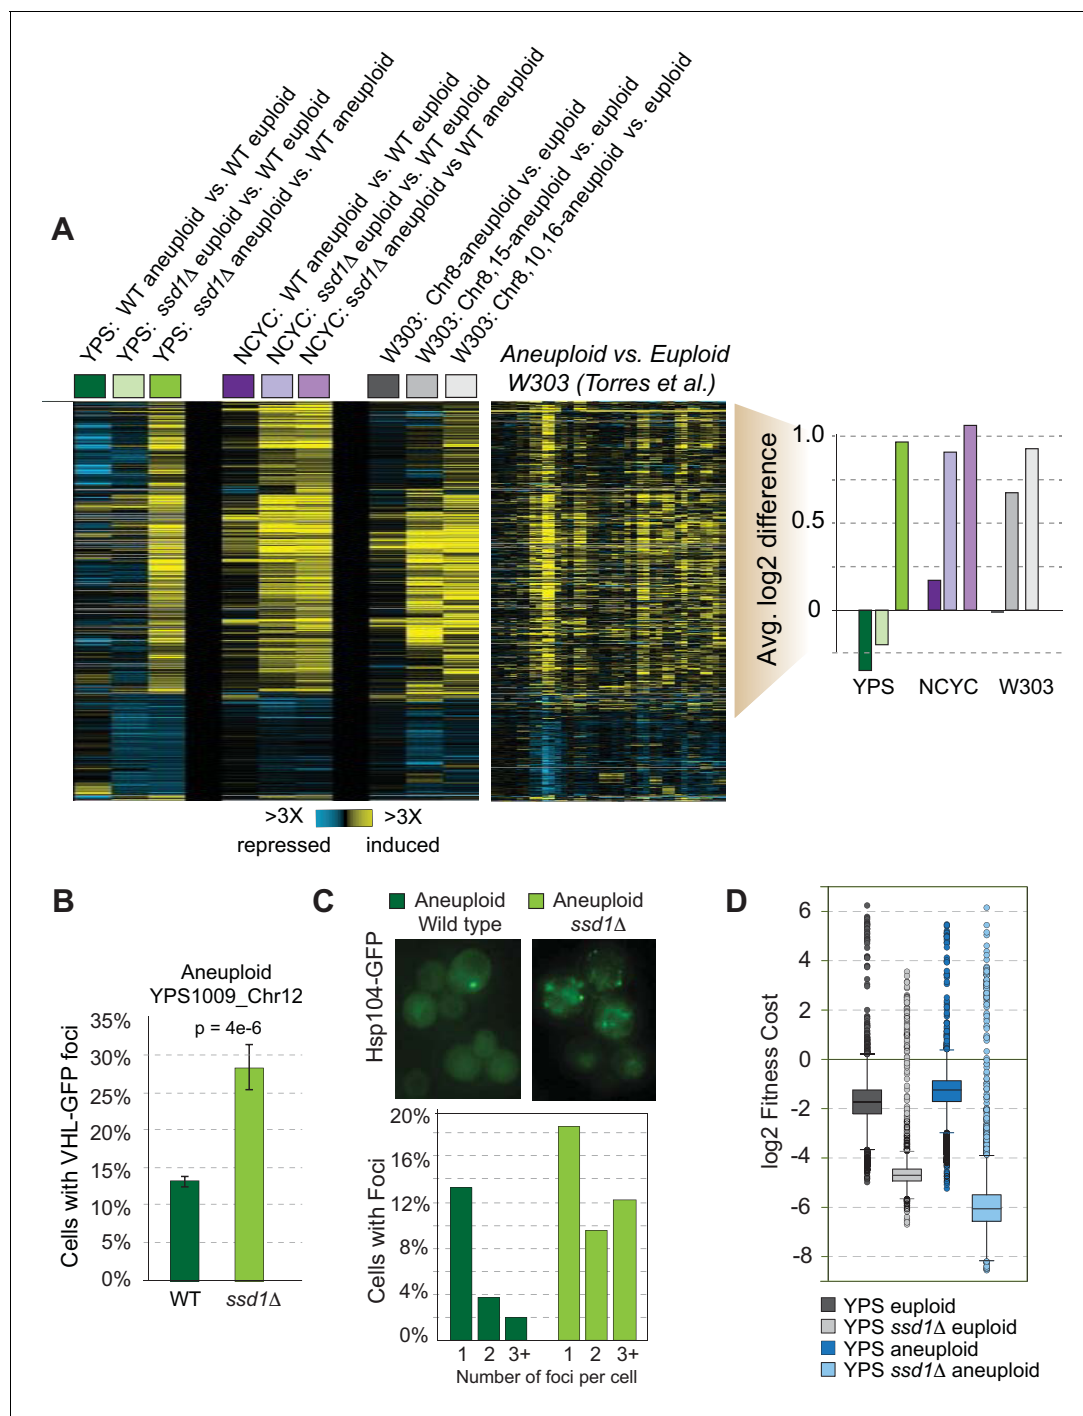 A
YPS: WT aneuploid vs. WT euploid
YPS: ssd1Δ euploid vs. WT euploid
YPS: ssd1Δ aneuploid vs. WT aneuploid
NCYC: WT aneuploid vs. WT euploid
NCYC: ssd1Δ euploid vs. WT euploid
NCYC: ssd1Δ aneuploid vs WT aneuploid
W303: Chr8-aneuploid vs. euploid
W303: Chr8,15-aneuploid vs. euploid
W303: Chr8,10,16-aneuploid vs. euploid
Aneuploid vs. Euploid
W303 (Torres et al.)
Avg. log2 difference
1.0
0.5
0
YPS NCYC W303
>3X >3X
repressed induced
B
Aneuploid
YPS1009_Chr12
p = 4e-6
Cells with VHL-GFP foci
35%
30%
25%
20%
15%
10%
5%
0%
WT ssd1Δ
C
Aneuploid Aneuploid
Wild type ssd1Δ
Hsp104-GFP
Cells with Foci
20%
16%
12%
8%
4%
0%
1 2 3+ 1 2 3+
Number of foci per cell
D
log2 Fitness Cost
6
4
2
0
-2
-4
-6
-8
YPS euploid
YPS ssd1Δ euploid
YPS aneuploid
YPS ssd1Δ aneuploid